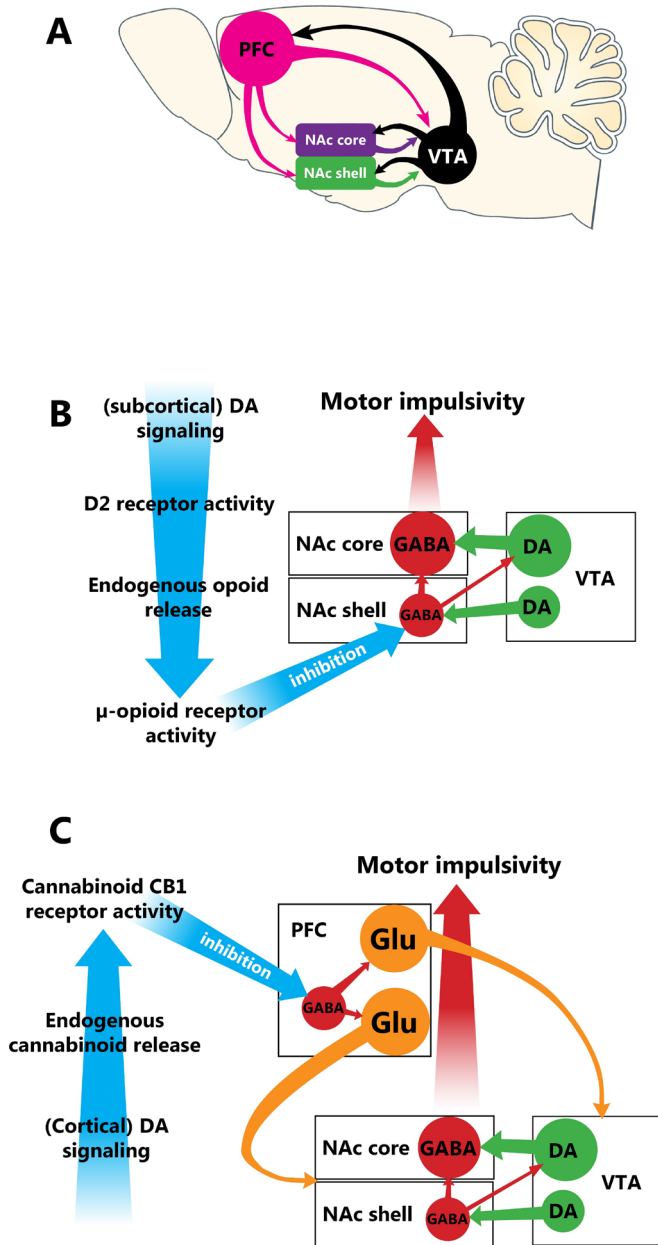 A
PFC
NAc core
VTA
NAc shell
B
(subcortical) DA
signaling
D2 receptor activity
Endogenous opoid
release
μ-opioid receptor
activity
Motor impulsivity
NAc core
GABA
DA
VTA
NAc shell
GABA
DA
inhibition
C
Cannabinoid CB1
receptor activity
Endogenous
cannabinoid release
(Cortical) DA
signaling
inhibition
Motor impulsivity
PFC
Glu
GABA
Glu
NAc core
GABA
DA
VTA
NAc shell
GABA
DA